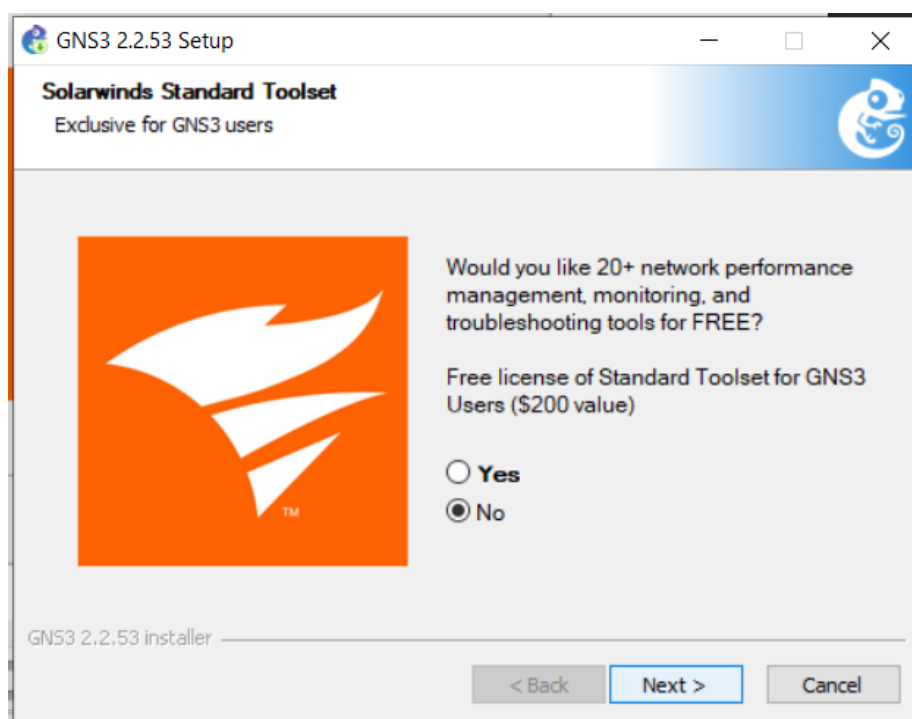 GNS3 2.2.53 Setup
Solarwinds Standard Toolset
Exclusive for GNS3 users
Would you like 20+ network performance
management, monitoring, and
troubleshooting tools for FREE?
Free license of Standard Toolset for GNS3
Users ($200 value)
Yes
No
TM
GNS3 2.2.53 installer
< Back
Next >
Cancel